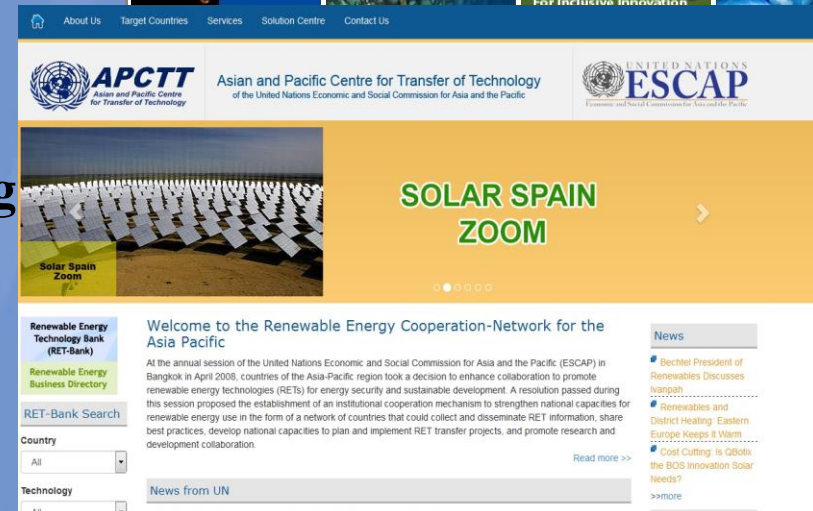 For Inclusive Innovation
About Us Target Countries Services Solution Centre Contact Us
APCTT
Asian and Pacific Centre
for Transfer of Technology
Asian and Pacific Centre for Transfer of Technology
of the United Nations Economic and Social Commission for Asia and the Pacific
UNITED NATIONS
ESCAP
Economic and Social Commission for Asia and the Pacific
g
SOLAR SPAIN
ZOOM
Solar Spain
Zoom
Renewable Energy
Technology Bank
(RET-Bank)
Renewable Energy
Business Directory
RET-Bank Search
Country
All
Technology
All
Welcome to the Renewable Energy Cooperation-Network for the
Asia Pacific
At the annual session of the United Nations Economic and Social Commission for Asia and the Pacific (ESCAP) in
Bangkok in April 2008, countries of the Asia-Pacific region took a decision to enhance collaboration to promote
renewable energy technologies (RETs) for energy security and sustainable development. A resolution passed during
this session proposed the establishment of an institutional cooperation mechanism to strengthen national capacities for
renewable energy use in the form of a network of countries that could collect and disseminate RET information, share
best practices, develop national capacities to plan and implement RET transfer projects, and promote research and
development collaboration.
Read more >>
News from UN
News
Bechtel President of
Renewables Discusses
Ivanpah
Renewables and
District Heating: Eastern
Europe Keeps It Warm
Cost Cutting: Is QBotix
the BOS Innovation Solar
Needs?
>>more